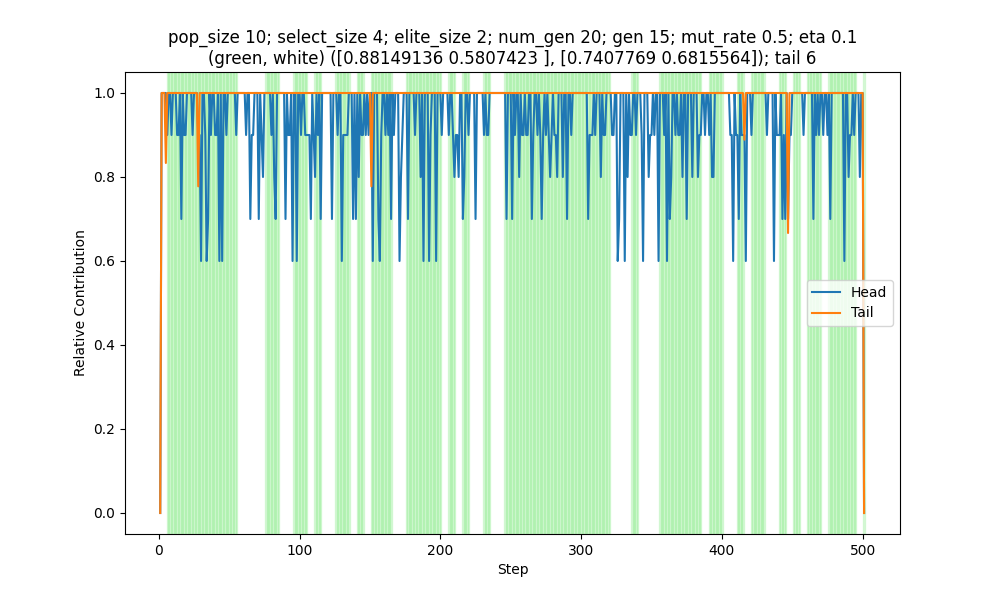 pop_size 10; select_size 4; elite_size 2; num_gen 20; gen 15; mut_rate 0.5; eta 0.1
(green, white) ([0.88149136 0.5807423 ], [0.7407769 0.6815564]); tail 6
1.0
0.8
0.6
0.4
0.2
0.0
Relative Contribution
Head
Tail
0
100
200
300
400
500
Step